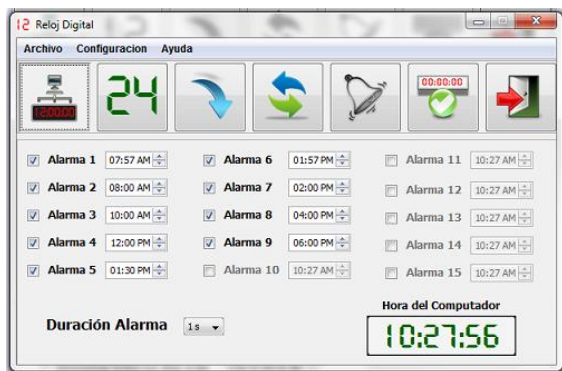 12 Reloj Digital
Archivo Configuracion Ayuda
12:00:00 24 00:00:00
Alarma 1 07:57 AM Alarma 6 01:57 PM Alarma 11 10:27 AM
Alarma 2 08:00 AM Alarma 7 02:00 PM Alarma 12 10:27 AM
Alarma 3 10:00 AM Alarma 8 04:00 PM Alarma 13 10:27 AM
Alarma 4 12:00 PM Alarma 9 06:00 PM Alarma 14 10:27 AM
Alarma 5 01:30 PM Alarma 10 10:27 AM Alarma 15 10:27 AM
Hora del Computador
Duración Alarma 1 s 10:27:56